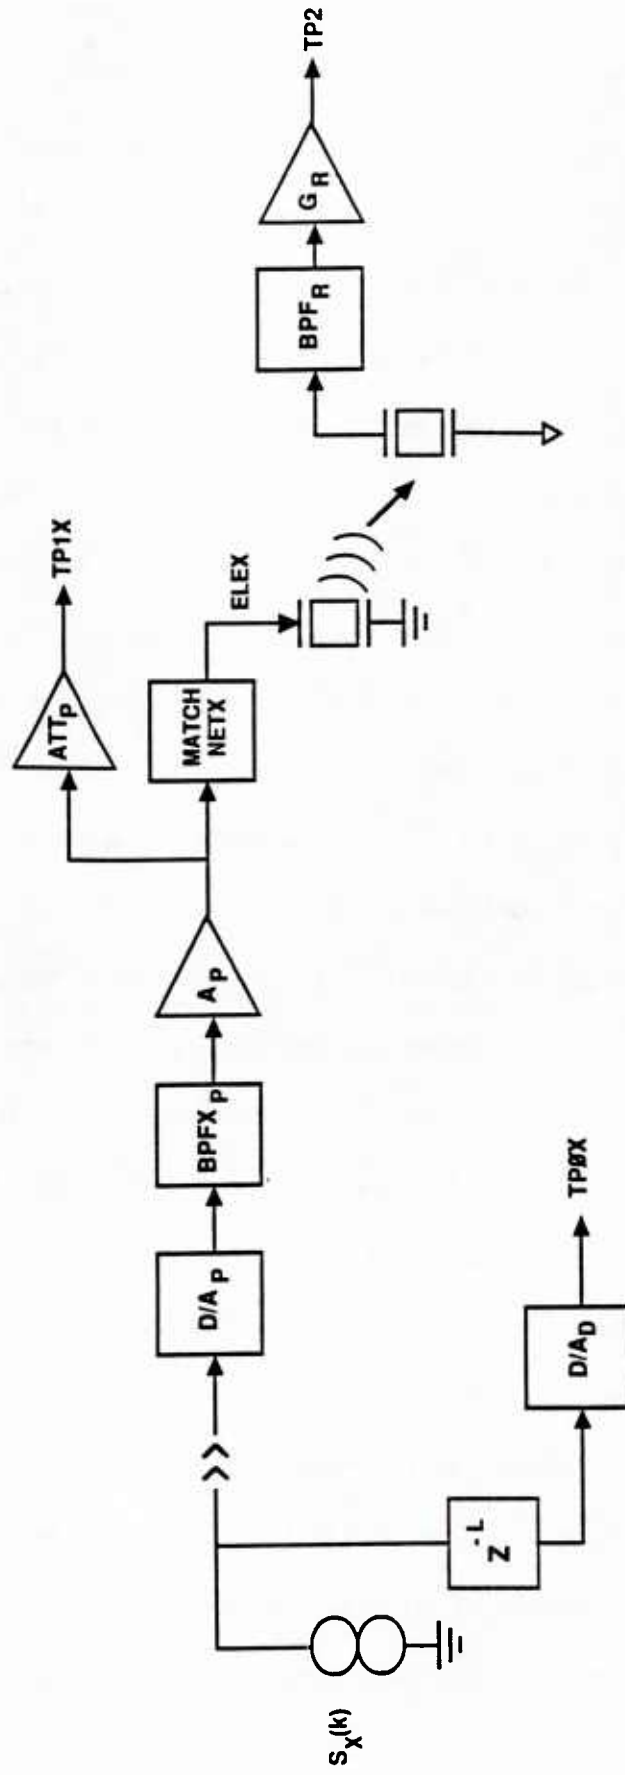 S_X(k)
Z^-L
D/A_D
TPØX
D/A_P
BPFX_P
A_P
ATT_P
TP1X
MATCH
NETX
ELEX
BPF_R
G_R
TP2